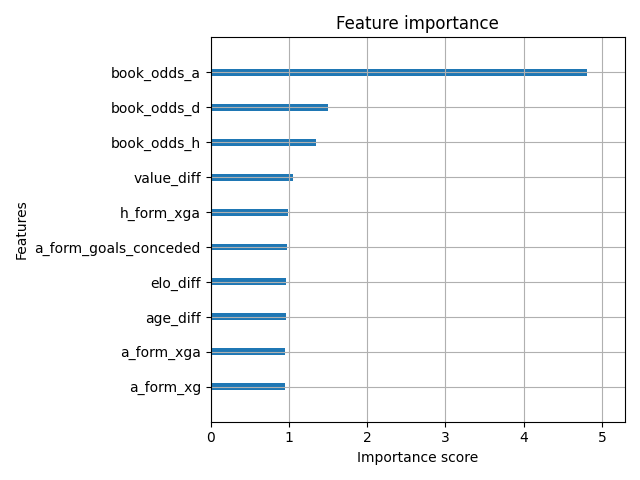 Feature importance
book_odds_a
book_odds_d
book_odds_h
value_diff
h_form_xga
a_form_goals_conceded
elo_diff
age_diff
a_form_xga
a_form_xg
Features
0 1 2 3 4 5
Importance score